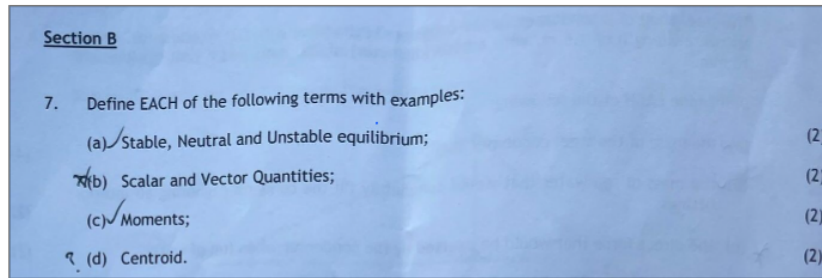 Section B
7. Define EACH of the following terms with examples:
(a) Stable, Neutral and Unstable equilibrium; (2
(b) Scalar and Vector Quantities; (2)
(c) Moments; (2)
? (d) Centroid. (2)